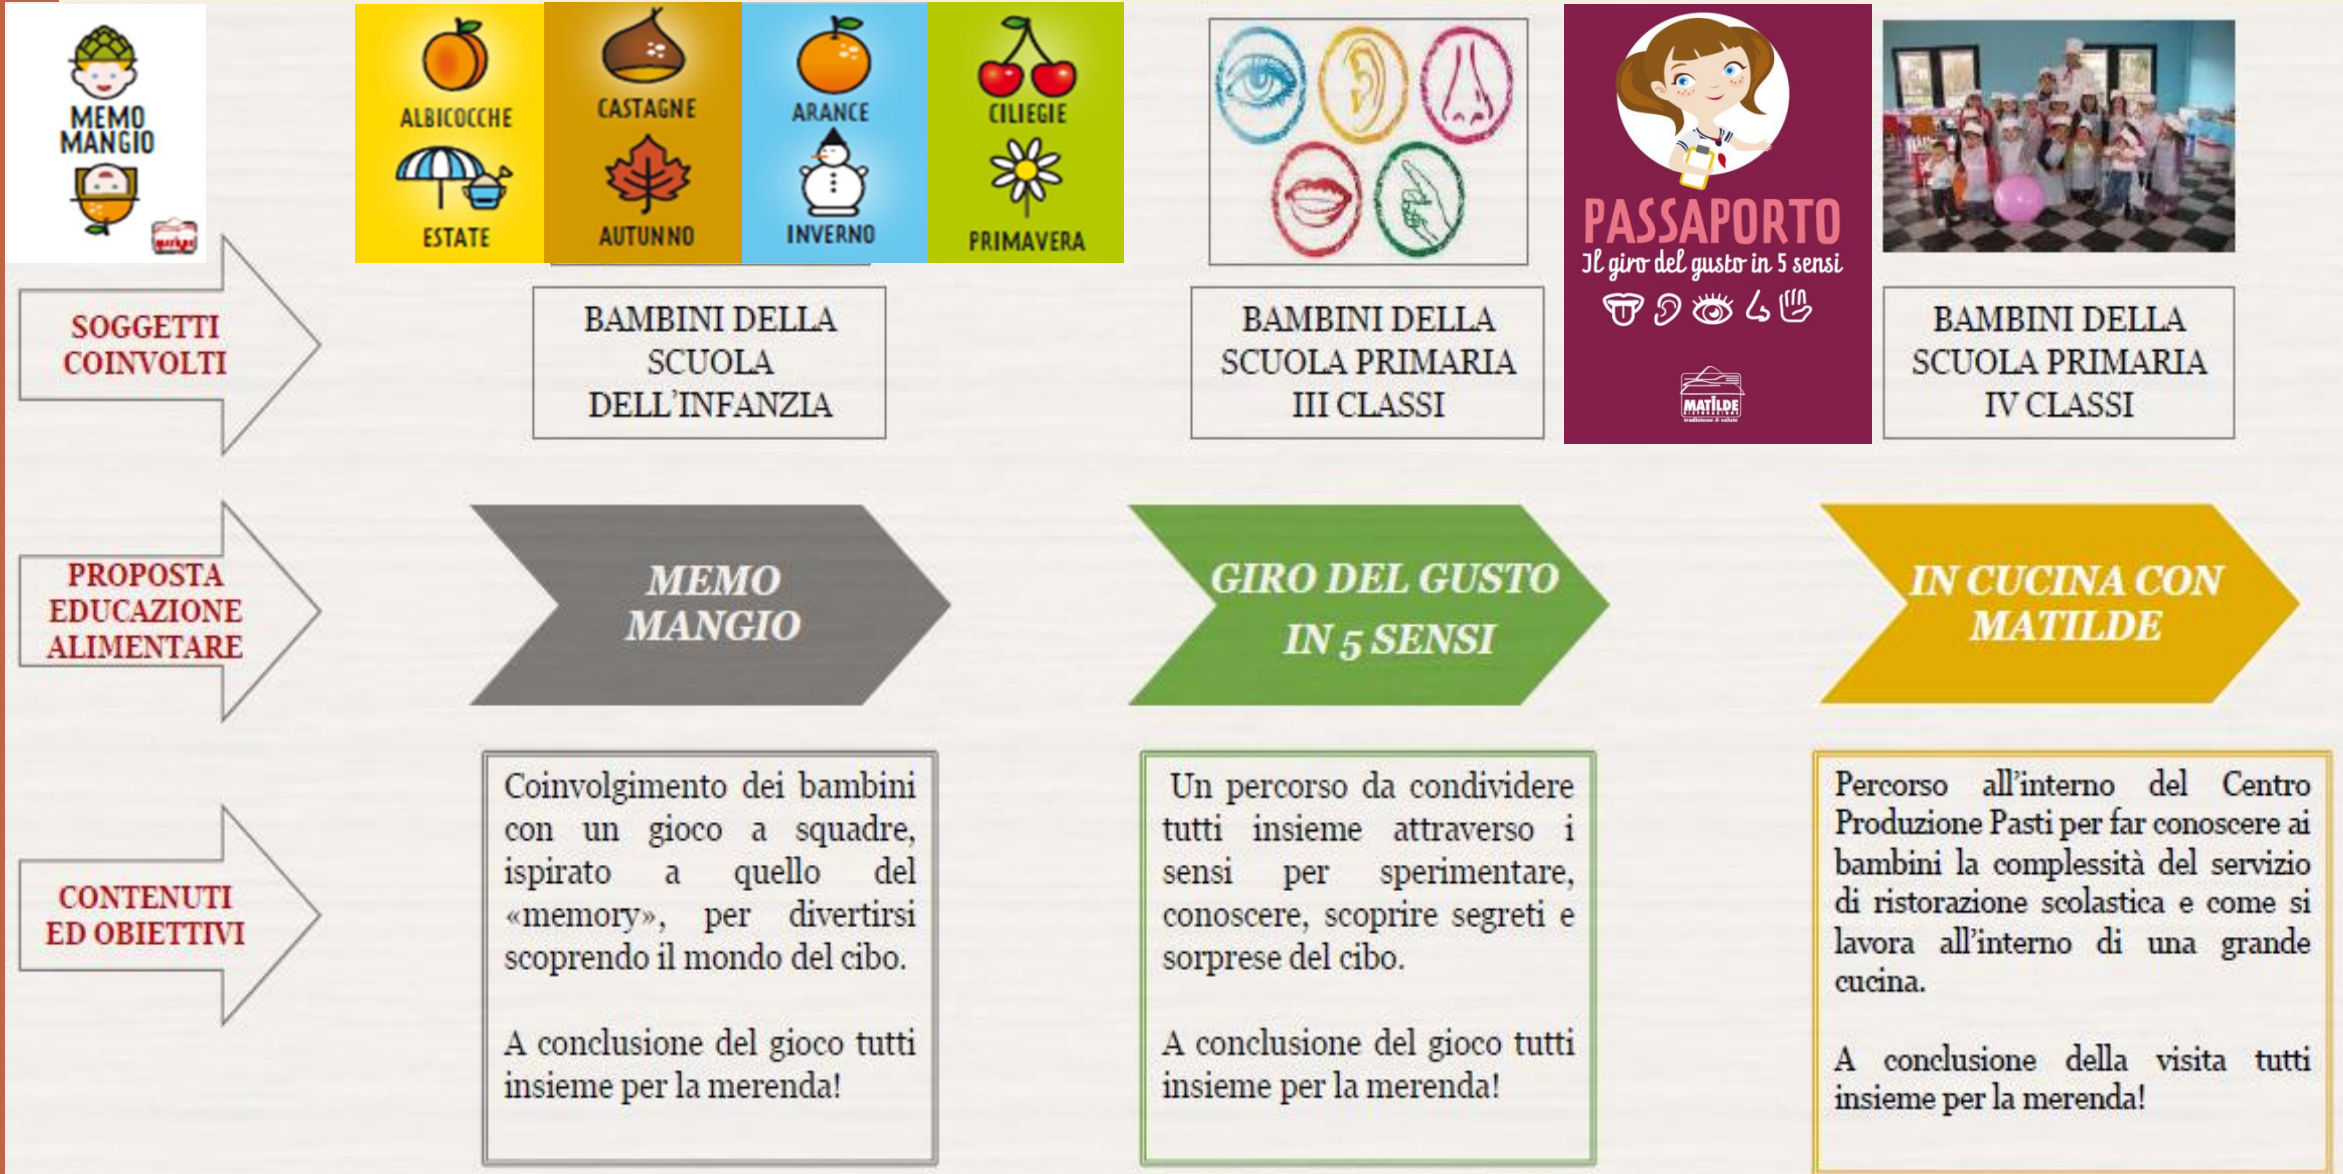 MEMO
MANGIO
ALBICOCCHE
ESTATE
CASTAGNE
AUTUNNO
ARANCE
INVERNO
CILIEGIE
PRIMAVERA
PASSAPORTO
Il giro del gusto in 5 sensi
MATILDE
RISTORAZIONE
tradizione & salute
SOGGETTI
COINVOLTI
BAMBINI DELLA
SCUOLA
DELL’INFANZIA
BAMBINI DELLA
SCUOLA PRIMARIA
III CLASSI
BAMBINI DELLA
SCUOLA PRIMARIA
IV CLASSI
PROPOSTA
EDUCAZIONE
ALIMENTARE
MEMO
MANGIO
GIRO DEL GUSTO
IN 5 SENSI
IN CUCINA CON
MATILDE
CONTENUTI
ED OBIETTIVI
Coinvolgimento dei bambini
con un gioco a squadre,
ispirato a quello del
«memory», per divertirsi
scoprendo il mondo del cibo.
A conclusione del gioco tutti
insieme per la merenda!
Un percorso da condividere
tutti insieme attraverso i
sensi per sperimentare,
conoscere, scoprire segreti e
sorprese del cibo.
A conclusione del gioco tutti
insieme per la merenda!
Percorso all’interno del Centro
Produzione Pasti per far conoscere ai
bambini la complessità del servizio
di ristorazione scolastica e come si
lavora all’interno di una grande
cucina.
A conclusione della visita tutti
insieme per la merenda!